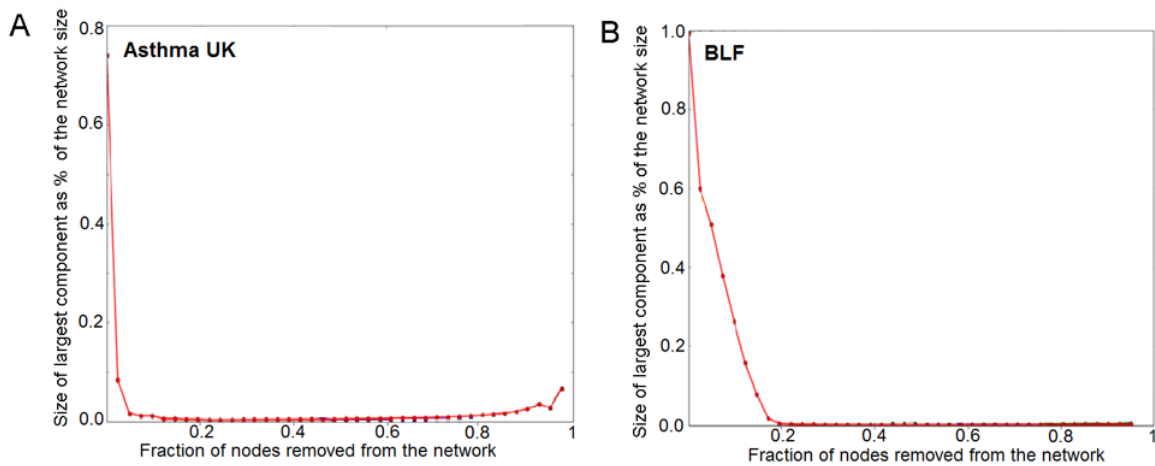 A
Asthma UK
Size of largest component as % of the network size
0.8
0.6
0.4
0.2
0.0
0.2
0.4
0.6
0.8
1
Fraction of nodes removed from the network
B
BLF
Size of largest component as % of the network size
1.0
0.8
0.6
0.4
0.2
0.0
0.2
0.4
0.6
0.8
1
Fraction of nodes removed from the network